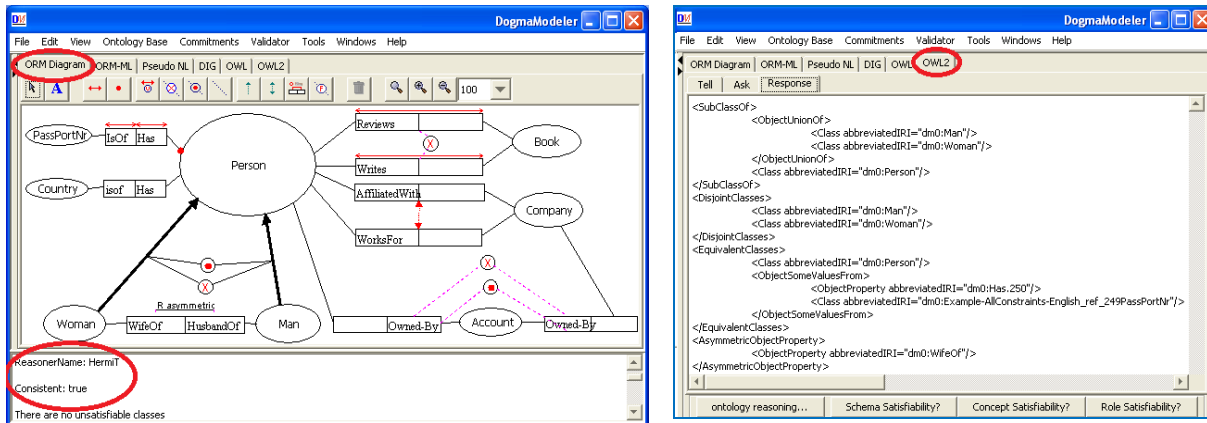 DogmaModeler
File Edit View Ontology Base Commitments Validator Tools Windows Help
ORM Diagram ORM-ML Pseudo NL DIG OWL OWL2
A 100
PassPortNr IsOf Has
Country isof Has
Person
Reviews
Writes
Book
AffiliatedWith
WorksFor
Company
R asymmetric
Woman WifeOf HusbandOf Man
Owned-By Account Owned-By
ReasonerName: HermiT
Consistent: true
There are no unsatisfiable classes
DogmaModeler
File Edit View Ontology Base Commitments Validator Tools Windows Help
ORM Diagram ORM-ML Pseudo NL DIG OWL OWL2
Tell Ask Response
<SubClassOf>
<ObjectUnionOf>
<Class abbreviatedIRI="dm0:Man"/>
<Class abbreviatedIRI="dm0:Woman"/>
</ObjectUnionOf>
<Class abbreviatedIRI="dm0:Person"/>
</SubClassOf>
<DisjointClasses>
<Class abbreviatedIRI="dm0:Man"/>
<Class abbreviatedIRI="dm0:Woman"/>
</DisjointClasses>
<EquivalentClasses>
<Class abbreviatedIRI="dm0:Person"/>
<ObjectSomeValuesFrom>
<ObjectProperty abbreviatedIRI="dm0:Has.250"/>
<Class abbreviatedIRI="dm0:Example-AllConstraints-English_ref_249PassPortNr"/>
</ObjectSomeValuesFrom>
</EquivalentClasses>
<AsymmetricObjectProperty>
<ObjectProperty abbreviatedIRI="dm0:WifeOf"/>
</AsymmetricObjectProperty>
ontology reasoning... Schema Satisfiability? Concept Satisfiability? Role Satisfiability?